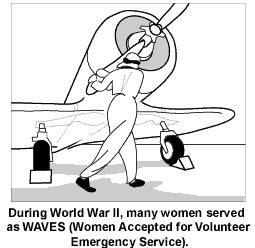 During World War II, many women served
as WAVES (Women Accepted for Volunteer
Emergency Service).